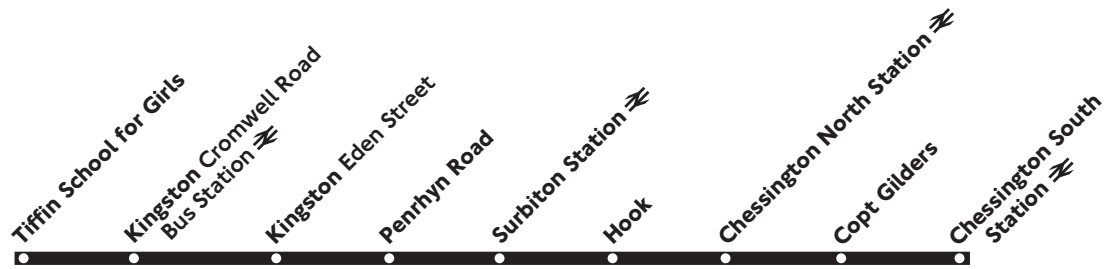 Tiffin School for Girls
Kingston Cromwell Road
Bus Station
Kingston Eden Street
Penrhyn Road
Surbiton Station
Hook
Chessington North Station
Copt Gilders
Chessington South
Station